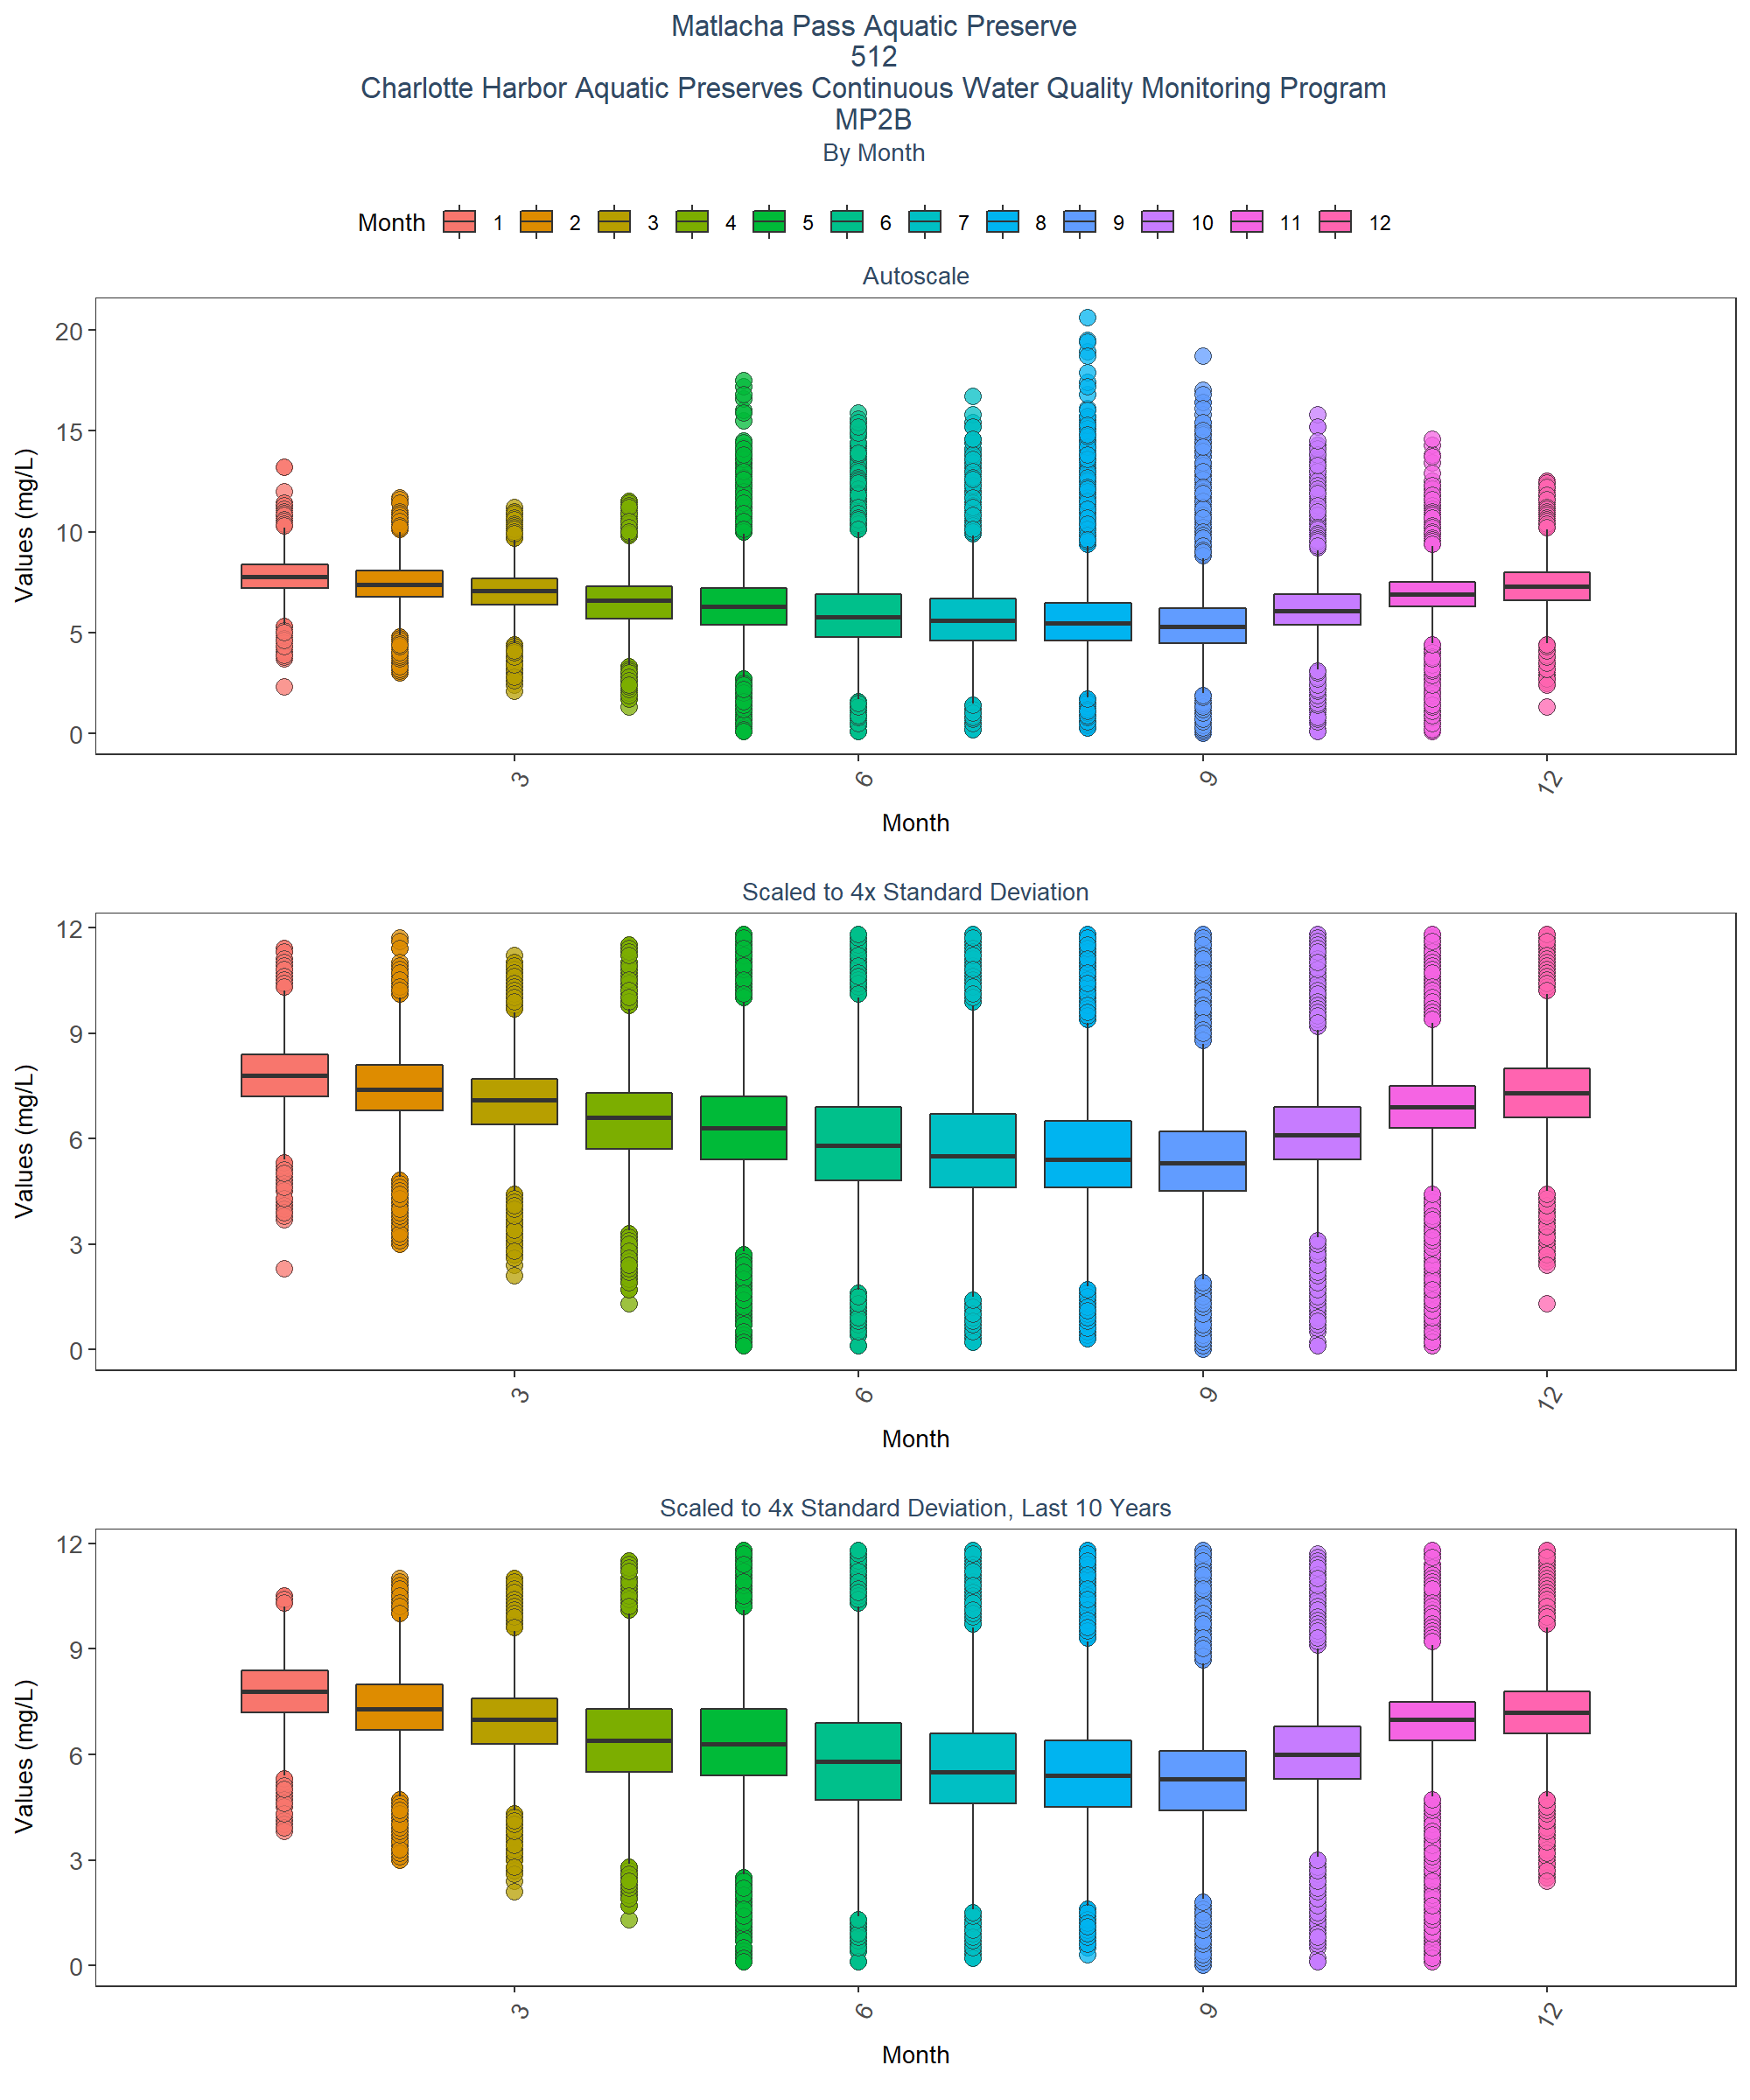 Matlacha Pass Aquatic Preserve
512
Charlotte Harbor Aquatic Preserves Continuous Water Quality Monitoring Program
MP2B
By Month
Month 1 2 3 4 5 6 7 8 9 10 11 12
Autoscale
Values (mg/L)
20
15
10
5
0
3 6 9 12
Month
Scaled to 4x Standard Deviation
Values (mg/L)
12
9
6
3
0
3 6 9 12
Month
Scaled to 4x Standard Deviation, Last 10 Years
Values (mg/L)
12
9
6
3
0
3 6 9 12
Month